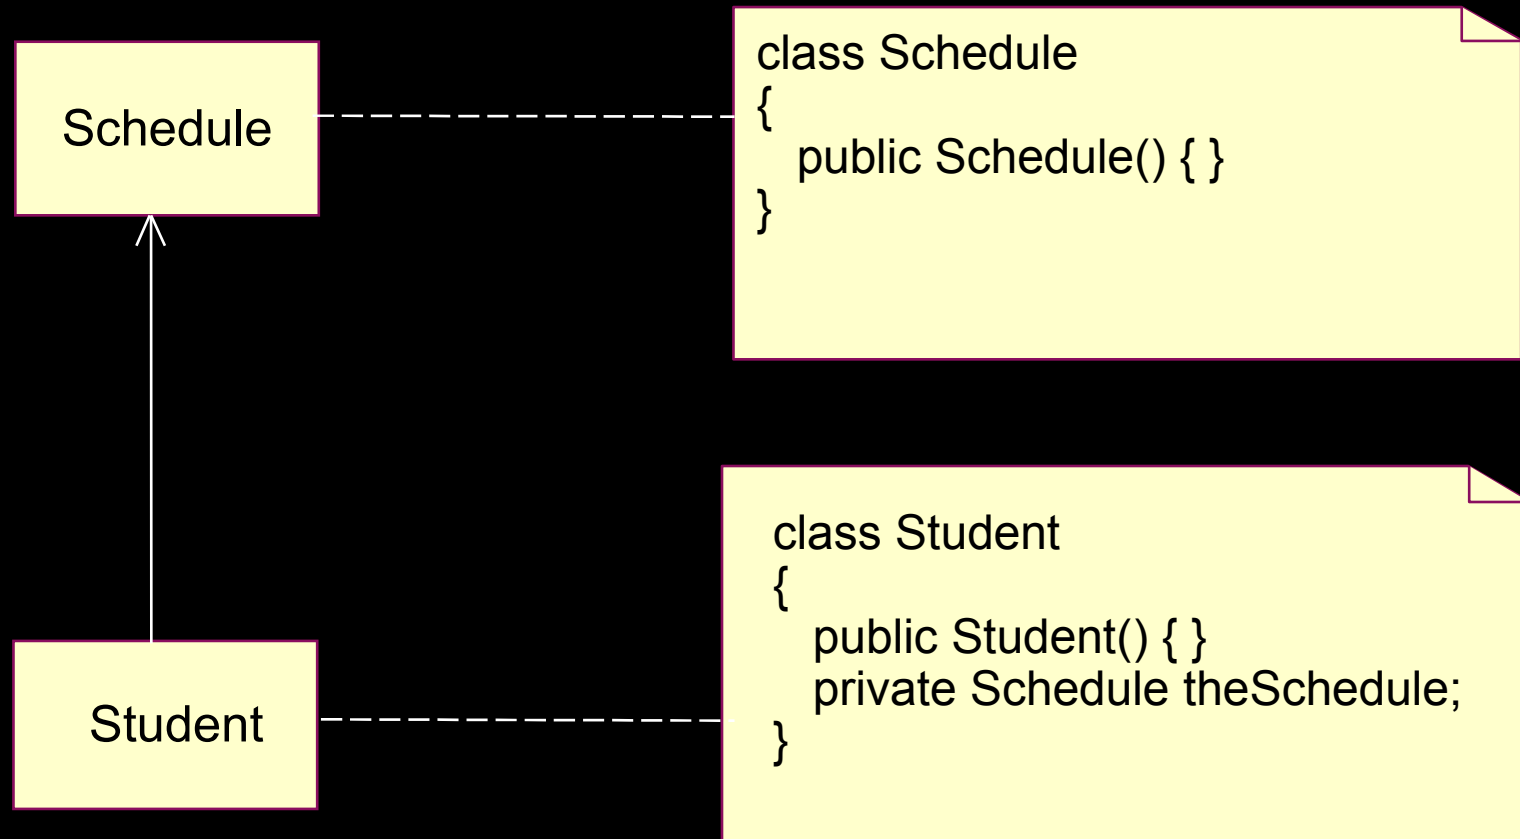 Schedule
class Schedule
{
public Schedule() { }
}
Student
class Student
{
public Student() { }
private Schedule theSchedule;
}